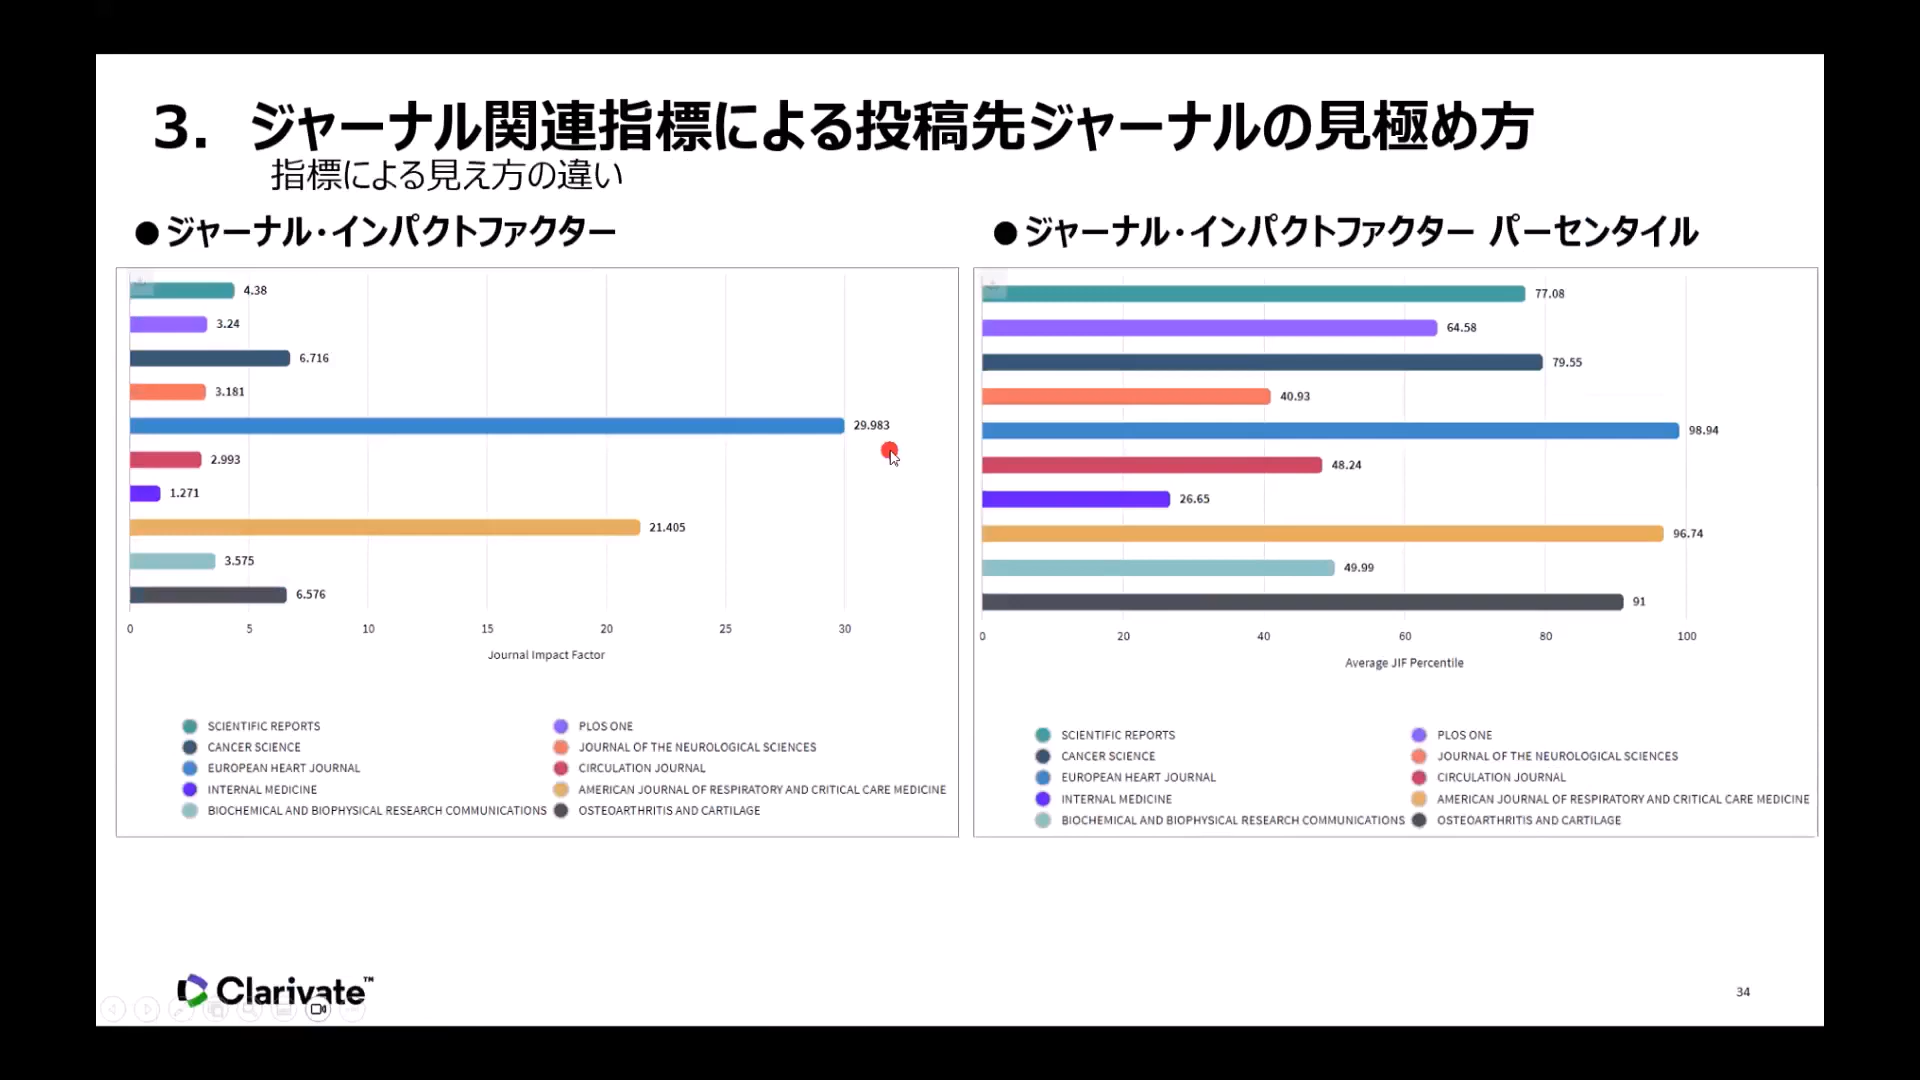 3. ジャーナル関連指標による投稿先ジャーナルの見極め方
指標による見え方の違い
●ジャーナル・インパクトファクター
4.38
3.24
6.716
3.181
29.983
2.993
1.271
21.405
3.575
6.576
0 5 10 15 20 25 30
Journal Impact Factor
SCIENTIFIC REPORTS PLOS ONE
CANCER SCIENCE JOURNAL OF THE NEUROLOGICAL SCIENCES
EUROPEAN HEART JOURNAL CIRCULATION JOURNAL
INTERNAL MEDICINE AMERICAN JOURNAL OF RESPIRATORY AND CRITICAL CARE MEDICINE
BIOCHEMICAL AND BIOPHYSICAL RESEARCH COMMUNICATIONS OSTEOARTHRITIS AND CARTILAGE
●ジャーナル・インパクトファクター パーセンタイル
77.08
64.58
79.55
40.93
98.94
48.24
26.65
96.74
49.99
91
0 20 40 60 80 100
Average JIF Percentile
SCIENTIFIC REPORTS PLOS ONE
CANCER SCIENCE JOURNAL OF THE NEUROLOGICAL SCIENCES
EUROPEAN HEART JOURNAL CIRCULATION JOURNAL
INTERNAL MEDICINE AMERICAN JOURNAL OF RESPIRATORY AND CRITICAL CARE MEDICINE
BIOCHEMICAL AND BIOPHYSICAL RESEARCH COMMUNICATIONS OSTEOARTHRITIS AND CARTILAGE
Clarivate™
34